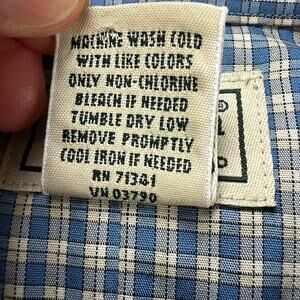 MACHINE WASH COLD
WITH LIKE COLORS
ONLY NON-CHLORINE
BLEACH IF NEEDED
TUMBLE DRY LOW
REMOVE PROMPTLY
COOL IRON IF NEEDED
RN 71341
VN 03790
®